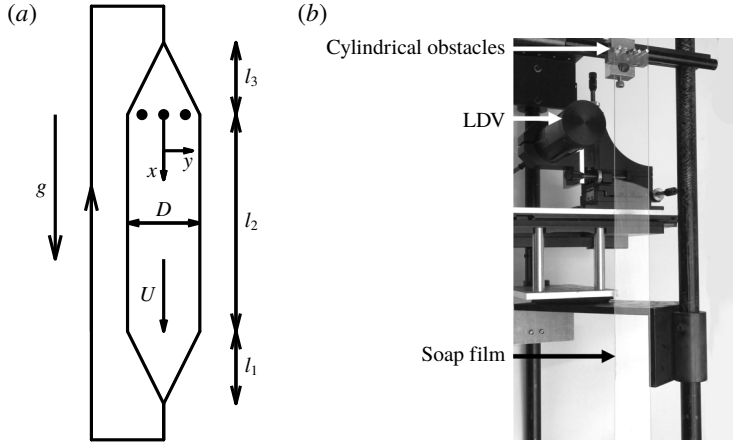 (a)
(b)
l3
x
y
g
D
l2
U
l1
Cylindrical obstacles
LDV
Soap film